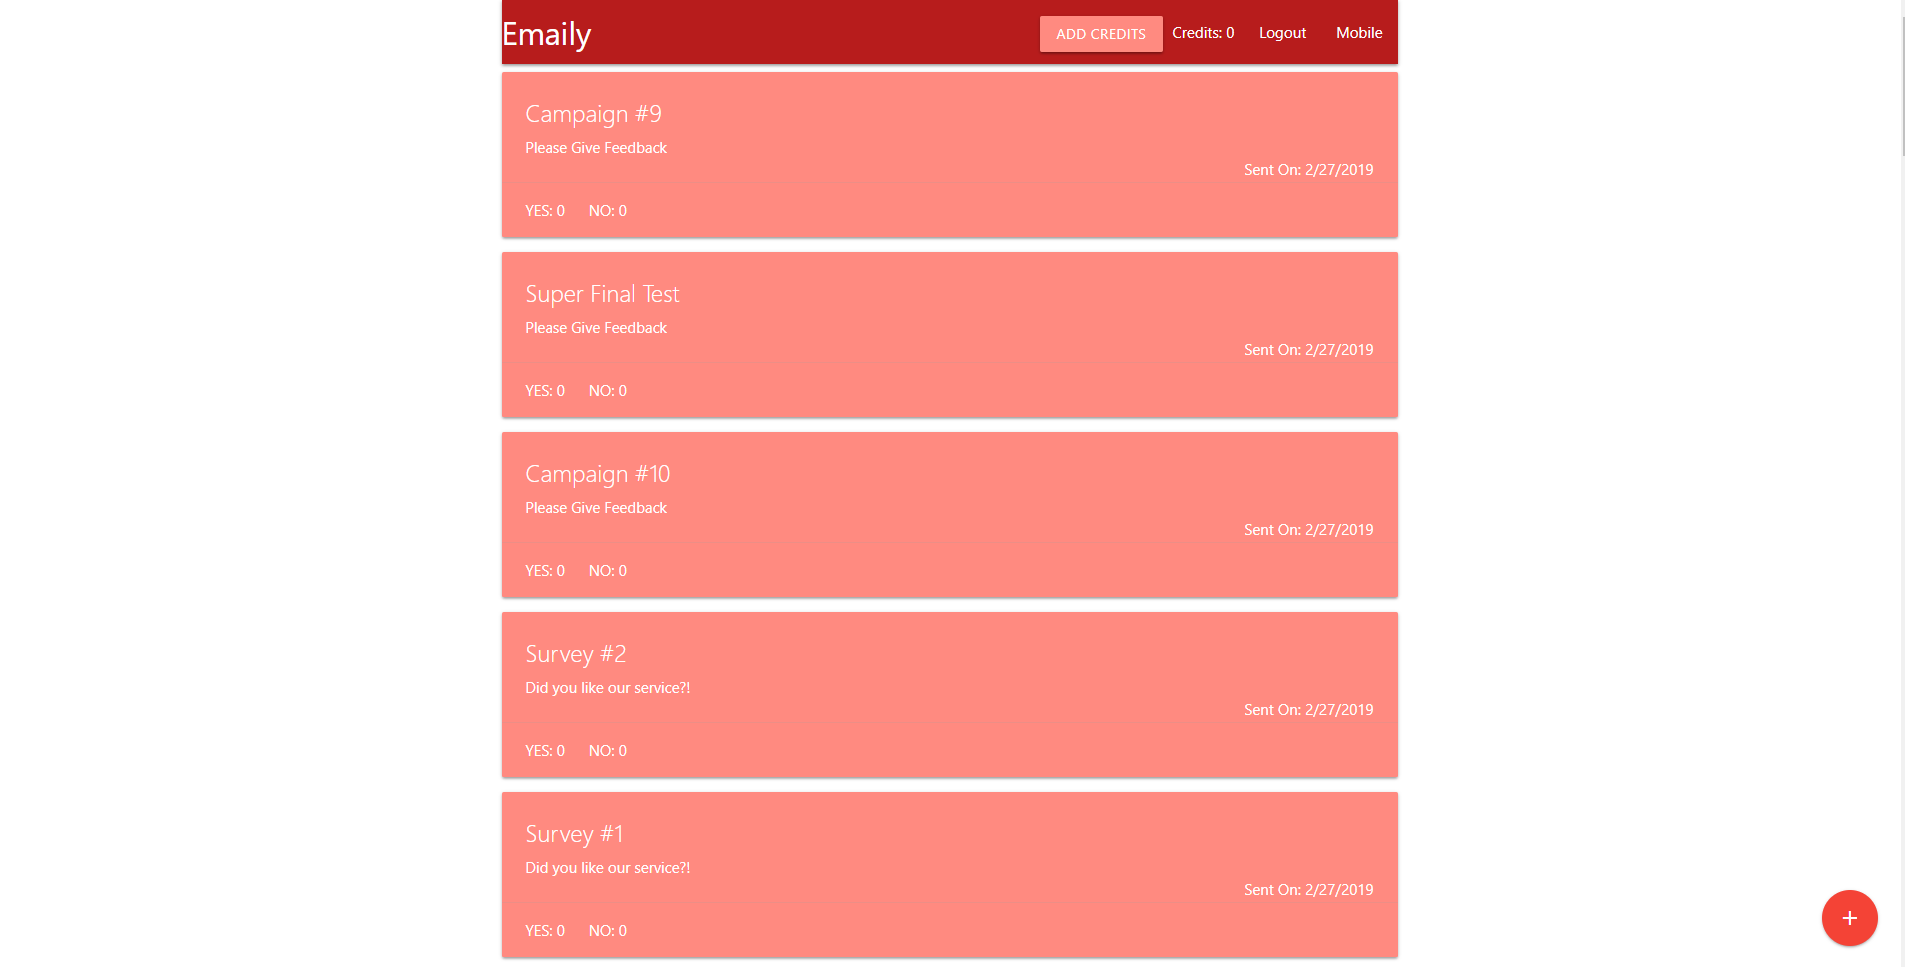 Emaily
ADD CREDITS Credits: 0 Logout Mobile
Campaign #9
Please Give Feedback
Sent On: 2/27/2019
YES: 0 NO: 0
Super Final Test
Please Give Feedback
Sent On: 2/27/2019
YES: 0 NO: 0
Campaign #10
Please Give Feedback
Sent On: 2/27/2019
YES: 0 NO: 0
Survey #2
Did you like our service?!
Sent On: 2/27/2019
YES: 0 NO: 0
Survey #1
Did you like our service?!
Sent On: 2/27/2019
YES: 0 NO: 0
+